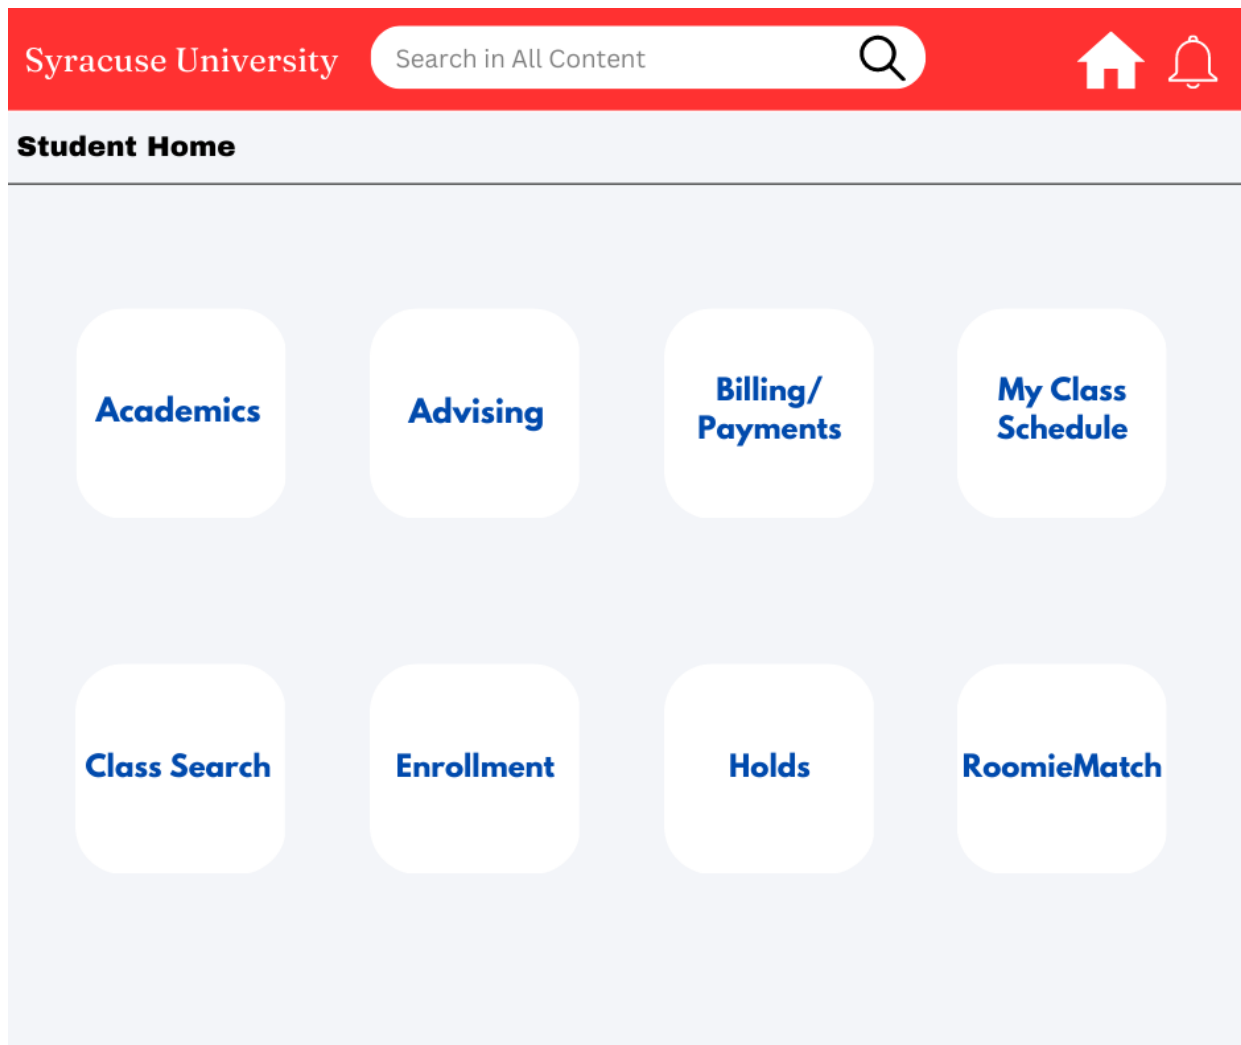 Syracuse University
Search in All Content
Student Home
Academics
Advising
Billing/
Payments
My Class
Schedule
Class Search
Enrollment
Holds
RoomieMatch